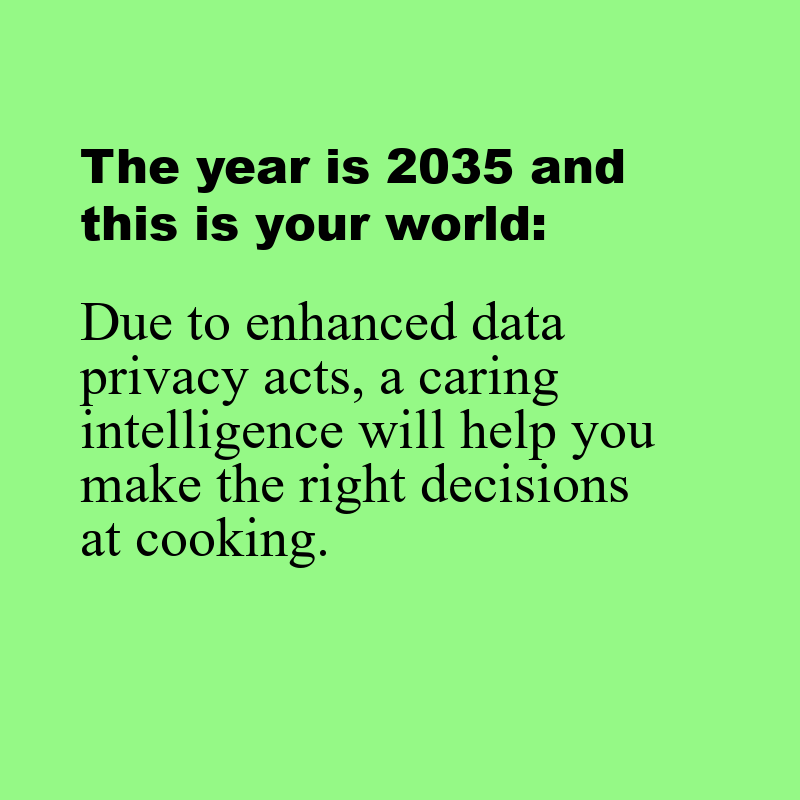 The year is 2035 and
this is your world:
Due to enhanced data
privacy acts, a caring
intelligence will help you
make the right decisions
at cooking.